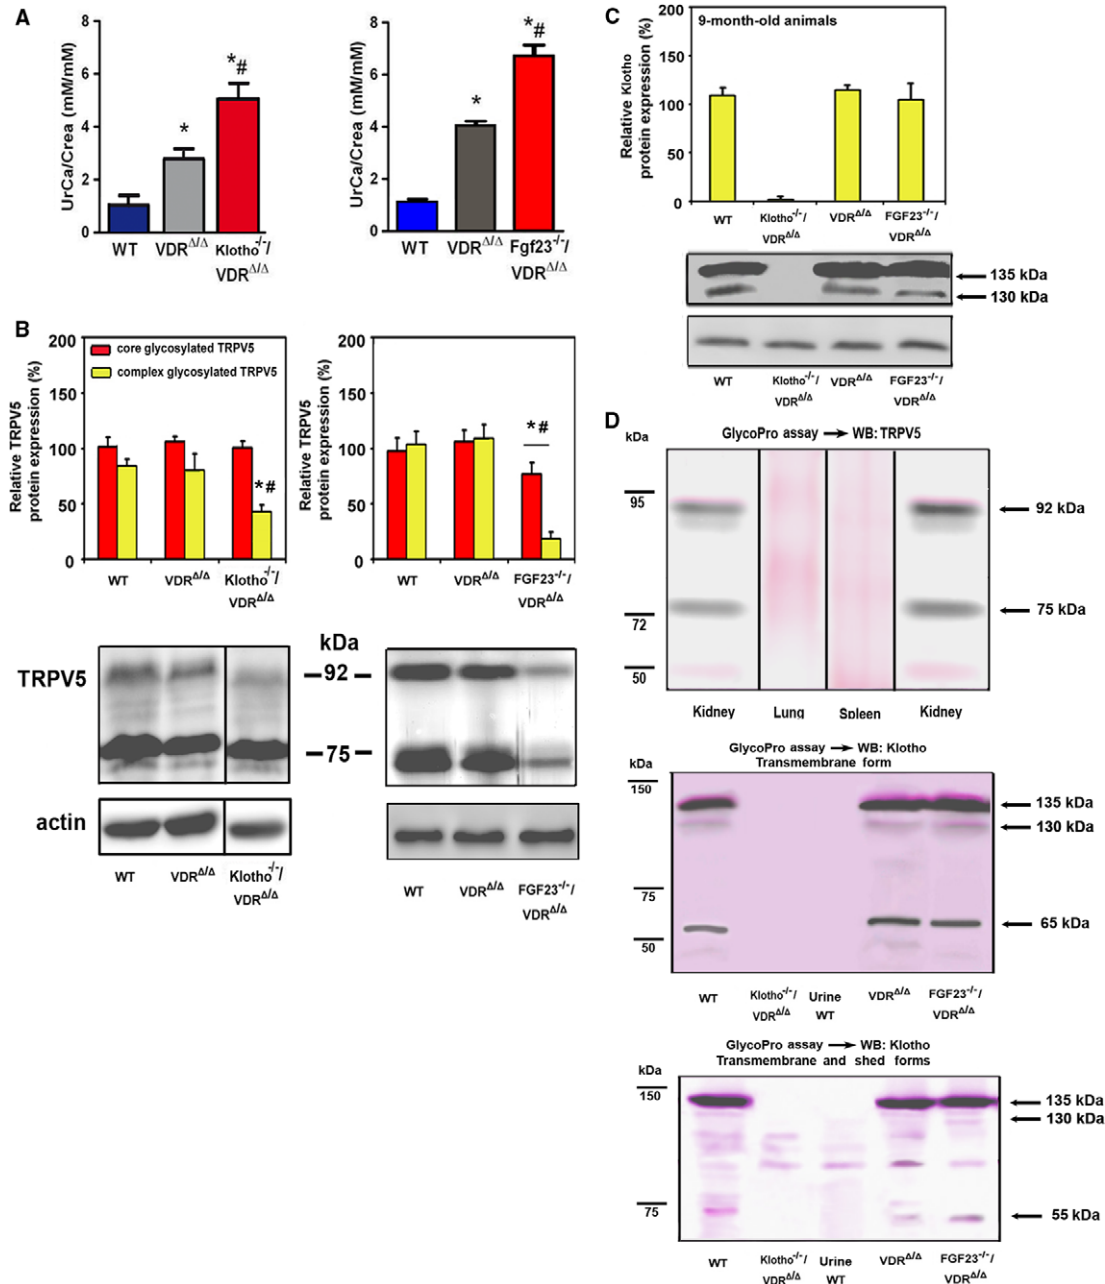 A
UrCa/Crea (mM/mM)
8
6
4
2
0
*
*#
WT
VDRΔ/Δ
Klotho-/-/
VDRΔ/Δ
UrCa/Crea (mM/mM)
8
6
4
2
0
*
*#
WT
VDRΔ/Δ
Fgf23-/-/
VDRΔ/Δ
B
Relative TRPV5
protein expression (%)
200
150
100
50
0
core glycosylated TRPV5
complex glycosylated TRPV5
*#
WT
VDRΔ/Δ
Klotho-/-/
VDRΔ/Δ
Relative TRPV5
protein expression (%)
200
150
100
50
0
*#
WT
VDRΔ/Δ
FGF23-/-/
VDRΔ/Δ
TRPV5
kDa
92
75
actin
WT
VDRΔ/Δ
Klotho-/-/
VDRΔ/Δ
WT
VDRΔ/Δ
FGF23-/-/
VDRΔ/Δ
C
Relative Klotho
protein expression (%)
200
150
100
50
0
9-month-old animals
WT
Klotho-/-/
VDRΔ/Δ
VDRΔ/Δ
FGF23-/-/
VDRΔ/Δ
135 kDa
130 kDa
WT
Klotho-/-/
VDRΔ/Δ
VDRΔ/Δ
FGF23-/-/
VDRΔ/Δ
D
kDa
GlycoPro assay → WB: TRPV5
95
72
50
92 kDa
75 kDa
Kidney
Lung
Spleen
Kidney
GlycoPro assay → WB: Klotho
Transmembrane form
kDa
150
75
50
135 kDa
130 kDa
65 kDa
WT
Klotho-/-/
VDRΔ/Δ
Urine
WT
VDRΔ/Δ
FGF23-/-/
VDRΔ/Δ
GlycoPro assay → WB: Klotho
Transmembrane and shed forms
kDa
150
75
135 kDa
130 kDa
55 kDa
WT
Klotho-/-/
VDRΔ/Δ
Urine
WT
VDRΔ/Δ
FGF23-/-/
VDRΔ/Δ